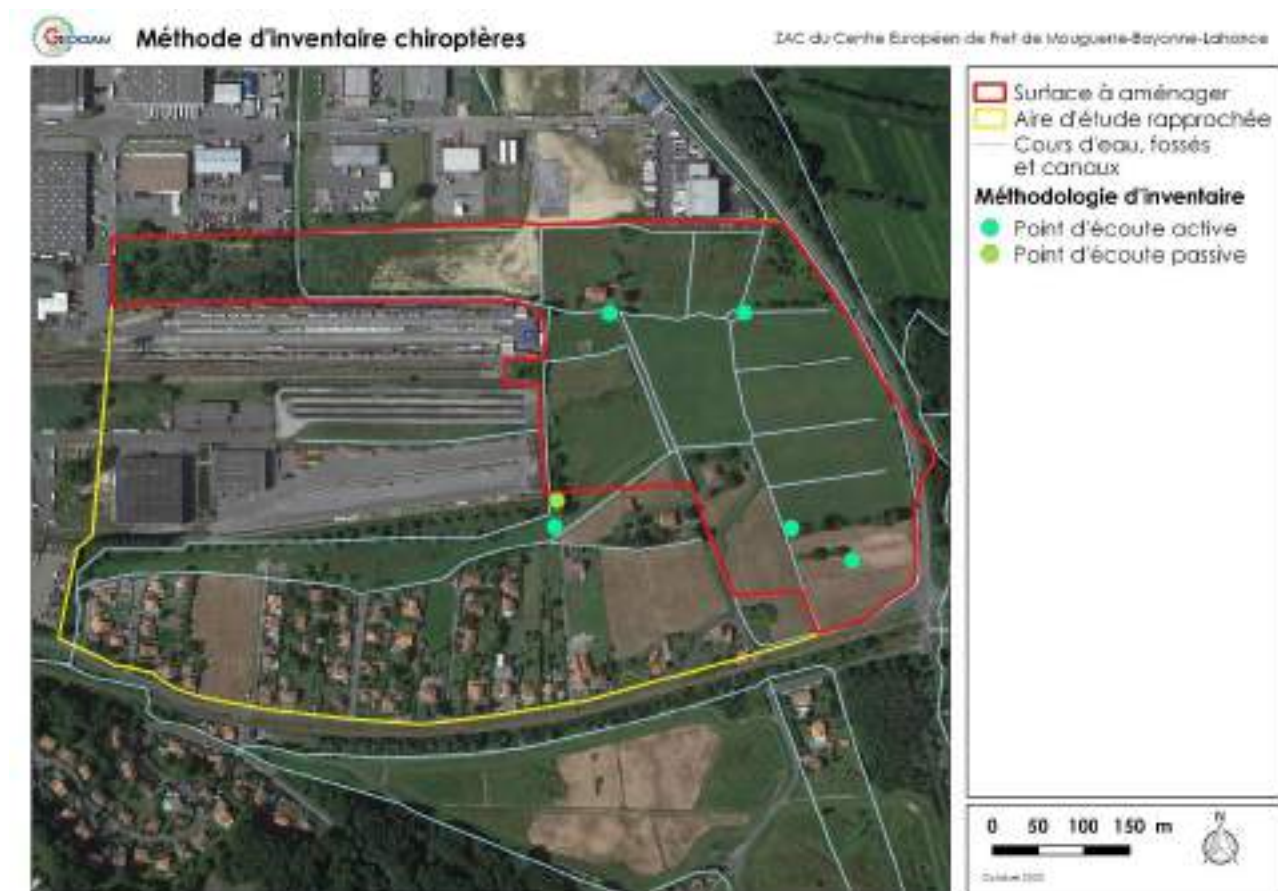 Méthode d'inventaire chiroptères
ZAC du Centre Européen de Fret de Mouguerre-Bayonne-Lahonce
Surface à aménager
Aire d'étude rapprochée
Cours d'eau, fossés
et canaux
Méthodologie d'inventaire
Point d'écoute active
Point d'écoute passive
0 50 100 150 m
N
Octobre